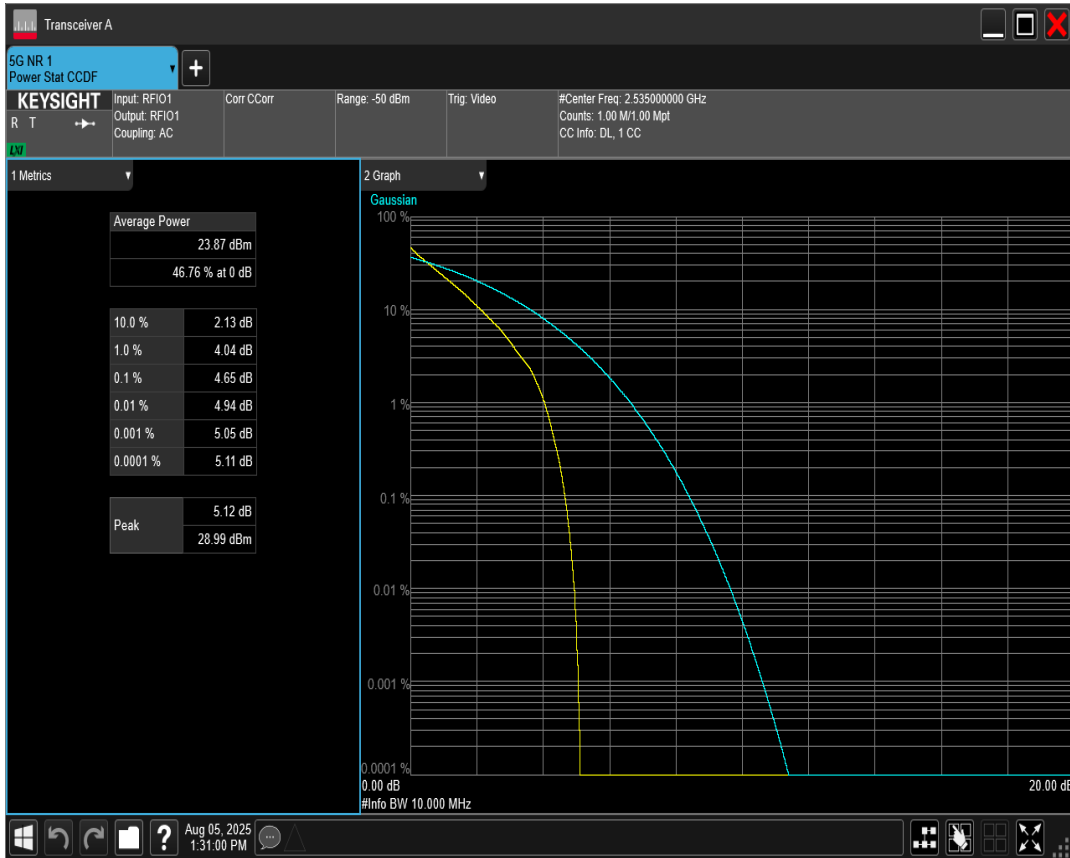 Transceiver A
5G NR 1
Power Stat CCDF
+
KEYSIGHT
R T
LXI
Input: RFIO1
Output: RFIO1
Coupling: AC
Corr CCorr
Range: -50 dBm
Trig: Video
#Center Freq: 2.535000000 GHz
Counts: 1.00 M/1.00 Mpt
CC Info: DL, 1 CC
1 Metrics
Average Power
23.87 dBm
46.76 % at 0 dB
10.0 % 2.13 dB
1.0 % 4.04 dB
0.1 % 4.65 dB
0.01 % 4.94 dB
0.001 % 5.05 dB
0.0001 % 5.11 dB
Peak
5.12 dB
28.99 dBm
2 Graph
Gaussian
100 %
10 %
1 %
0.1 %
0.01 %
0.001 %
0.0001 %
0.00 dB
20.00 dB
#Info BW 10.000 MHz
?
Aug 05, 2025
1:31:00 PM